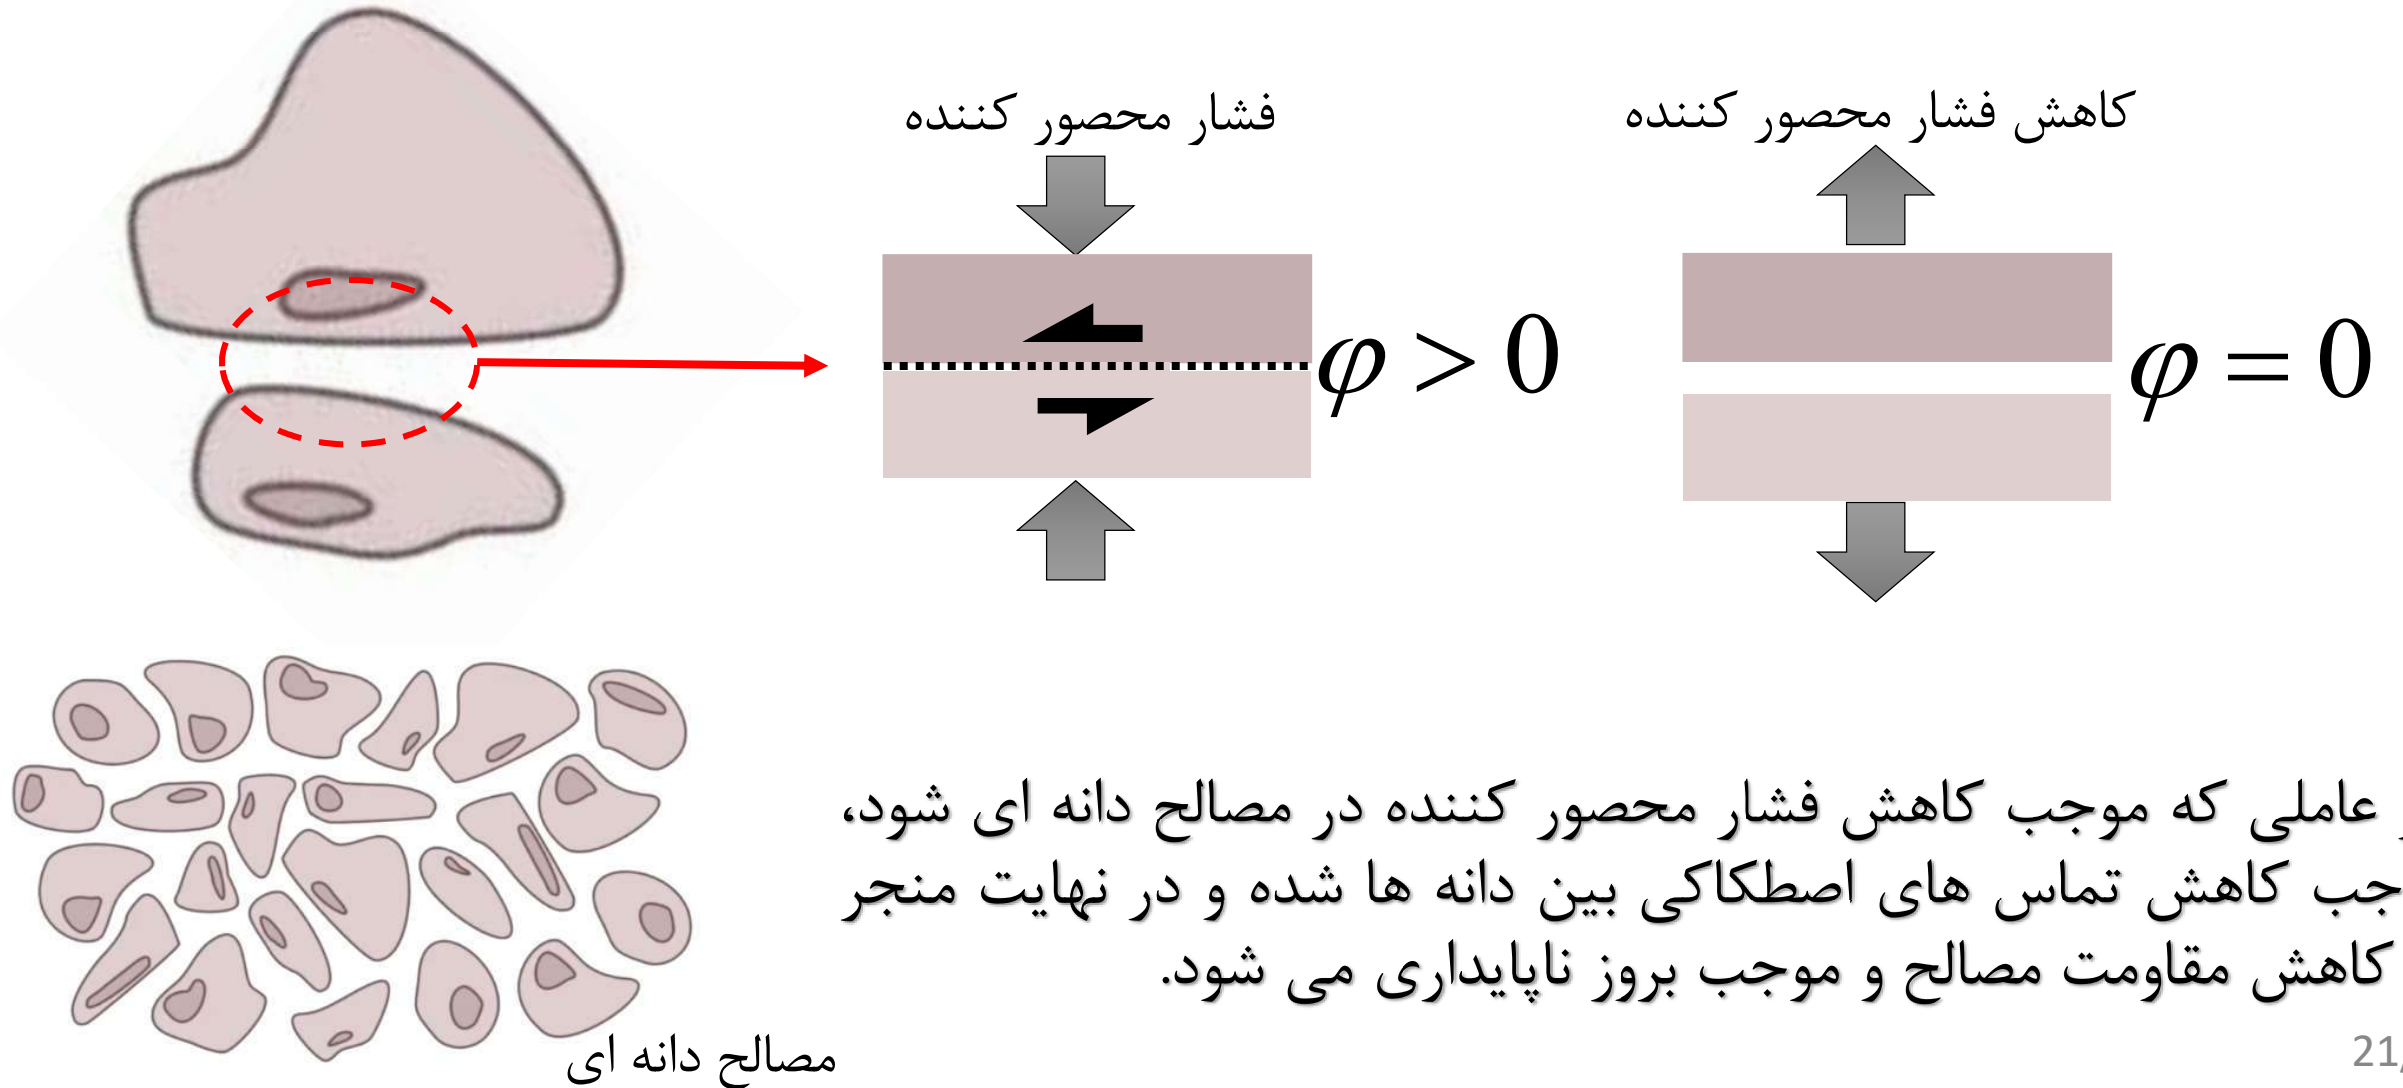 کاهش فشار محصور کننده
فشار محصور کننده
φ > 0
φ = 0
عاملی که موجب کاهش فشار محصور کننده در مصالح دانه ای شود،
جب کاهش تماس های اصطکاکی بین دانه ها شده و در نهایت منجر
کاهش مقاومت مصالح و موجب بروز ناپایداری می شود.
مصالح دانه ای
21